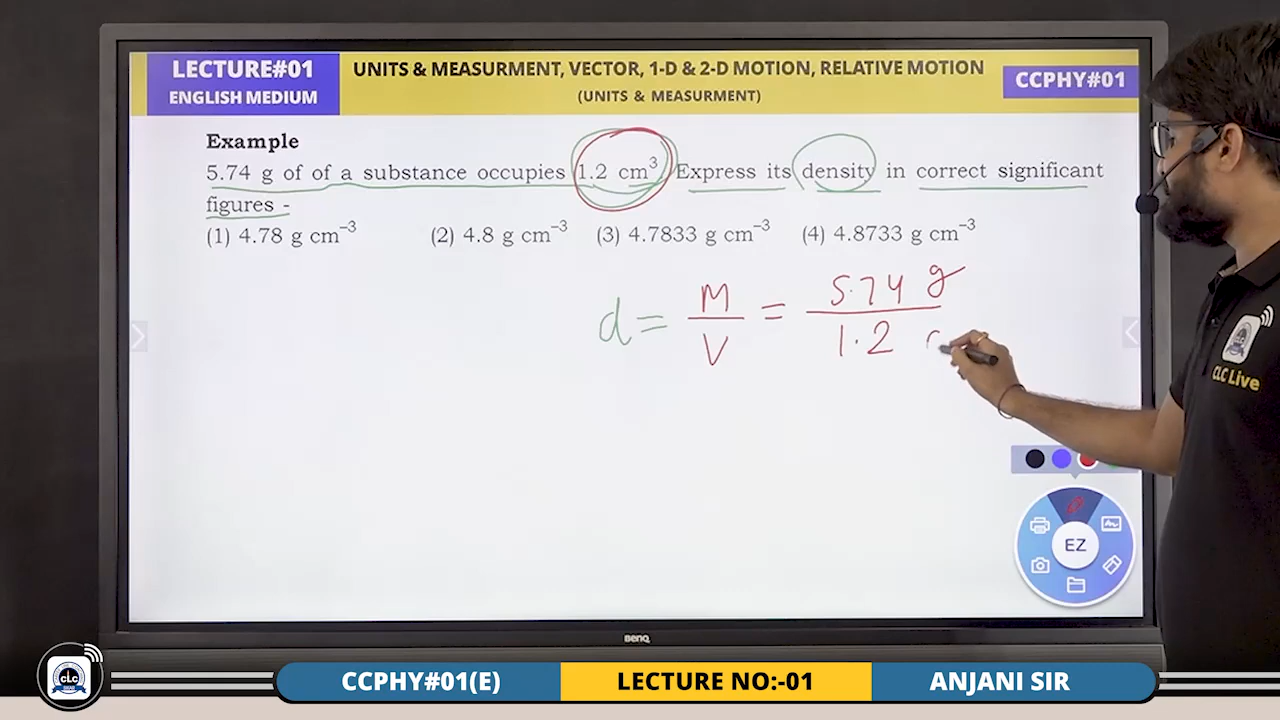 LECTURE#01
ENGLISH MEDIUM
UNITS & MEASURMENT, VECTOR, 1-D & 2-D MOTION, RELATIVE MOTION
(UNITS & MEASURMENT)
CCPHY#01
Example
5.74 g of of a substance occupies 1.2 cm³ Express its density in correct significant
figures -
(1) 4.78 g cm⁻³ (2) 4.8 g cm⁻³ (3) 4.7833 g cm⁻³ (4) 4.8733 g cm⁻³
d = M/V = 5.74 g/1.2 c
CLC Live
EZ
BenQ
CLC
CCPHY#01(E)
LECTURE NO:-01
ANJANI SIR